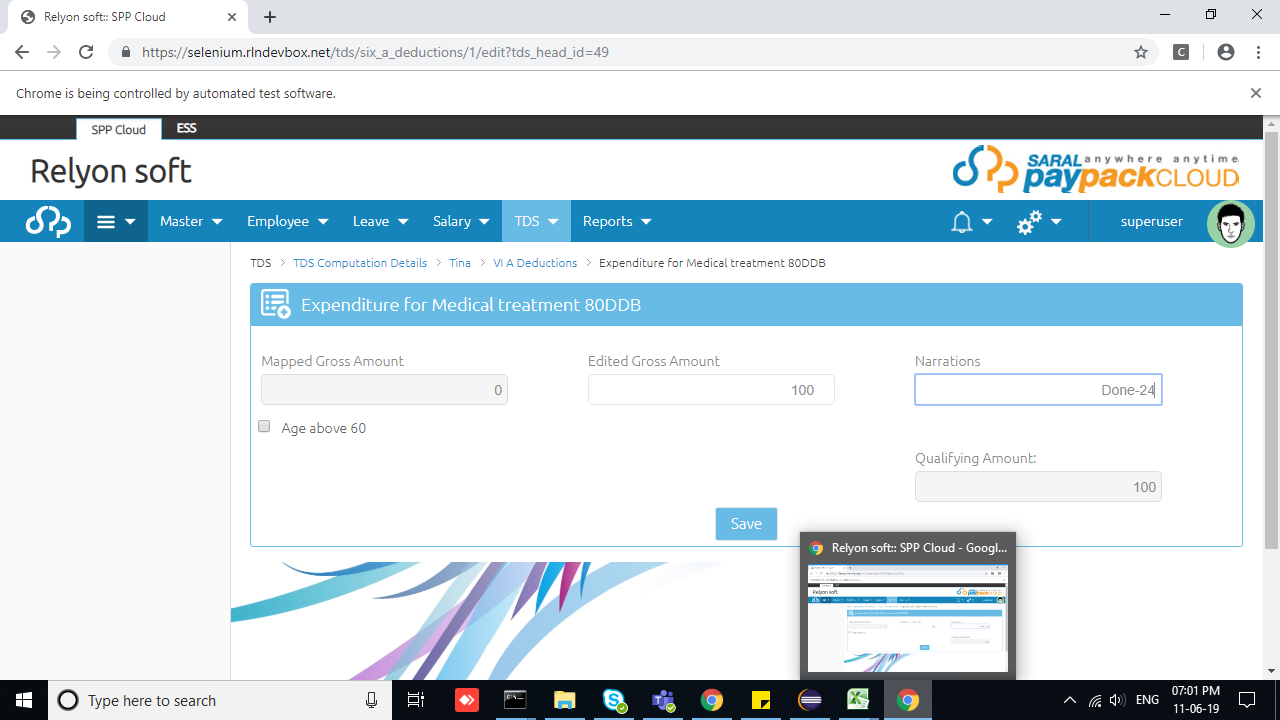 Relyon soft:: SPP Cloud
https://selenium.rlndevbox.net/tds/six_a_deductions/1/edit?tds_head_id=49
C
Chrome is being controlled by automated test software.
SPP Cloud ESS
Relyon soft
SARAL anywhere anytime
paypackCLOUD
Master Employee Leave Salary TDS Reports superuser
TDS > TDS Computation Details > Tina > VI A Deductions > Expenditure for Medical treatment 80DDB
Expenditure for Medical treatment 80DDB
Mapped Gross Amount Edited Gross Amount Narrations
0 100 Done-24
Age above 60
Qualifying Amount:
100
Save
Relyon soft:: SPP Cloud - Googl...
Relyon soft
Type here to search
ENG
07:01 PM
11-06-19